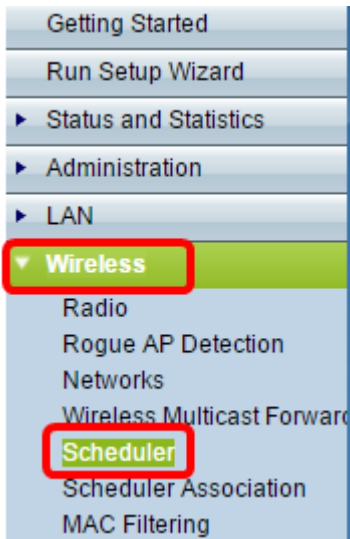 Getting Started
Run Setup Wizard
Status and Statistics
Administration
LAN
Wireless
Radio
Rogue AP Detection
Networks
Wireless Multicast Forward
Scheduler
Scheduler Association
MAC Filtering